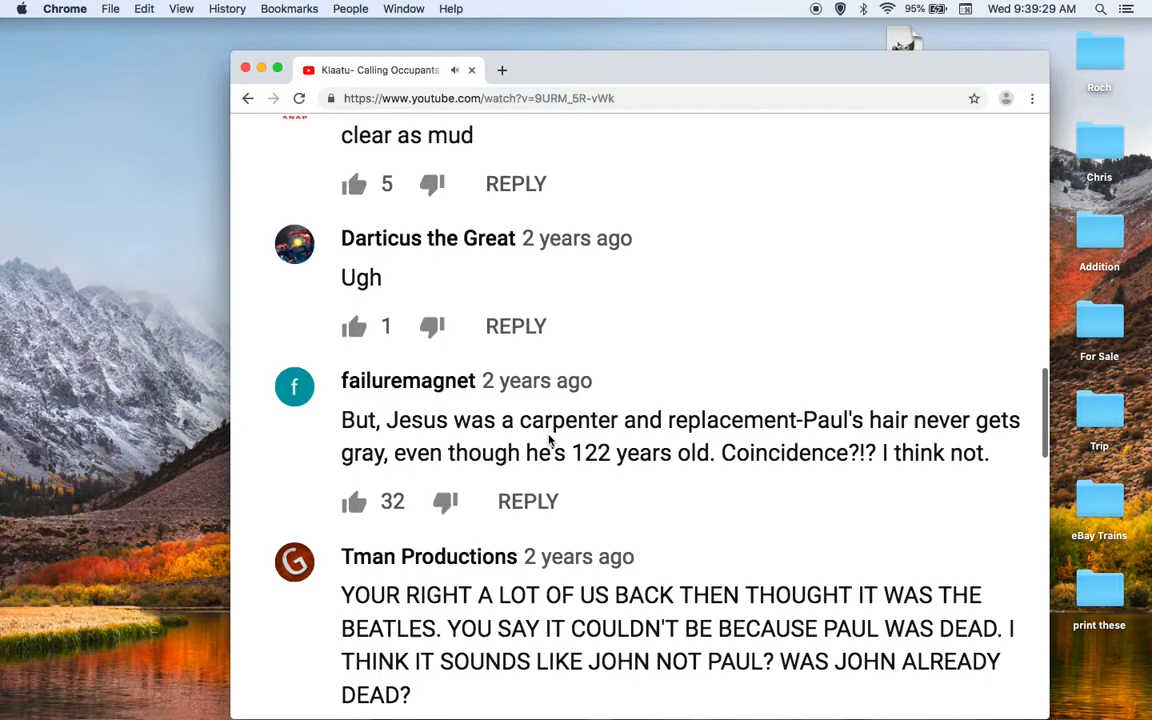 Chrome File Edit View History Bookmarks People Window Help 95% Wed 9:39:29 AM
Klaatu- Calling Occupants
https://www.youtube.com/watch?v=9URM_5R-vWk
clear as mud
5 REPLY
Darticus the Great 2 years ago
Ugh
1 REPLY
f
failuremagnet 2 years ago
But, Jesus was a carpenter and replacement-Paul's hair never gets
gray, even though he's 122 years old. Coincidence?!? I think not.
32 REPLY
G
Tman Productions 2 years ago
YOUR RIGHT A LOT OF US BACK THEN THOUGHT IT WAS THE
BEATLES. YOU SAY IT COULDN'T BE BECAUSE PAUL WAS DEAD. I
THINK IT SOUNDS LIKE JOHN NOT PAUL? WAS JOHN ALREADY
DEAD?
Roch
Chris
Addition
For Sale
Trip
eBay Trains
print these